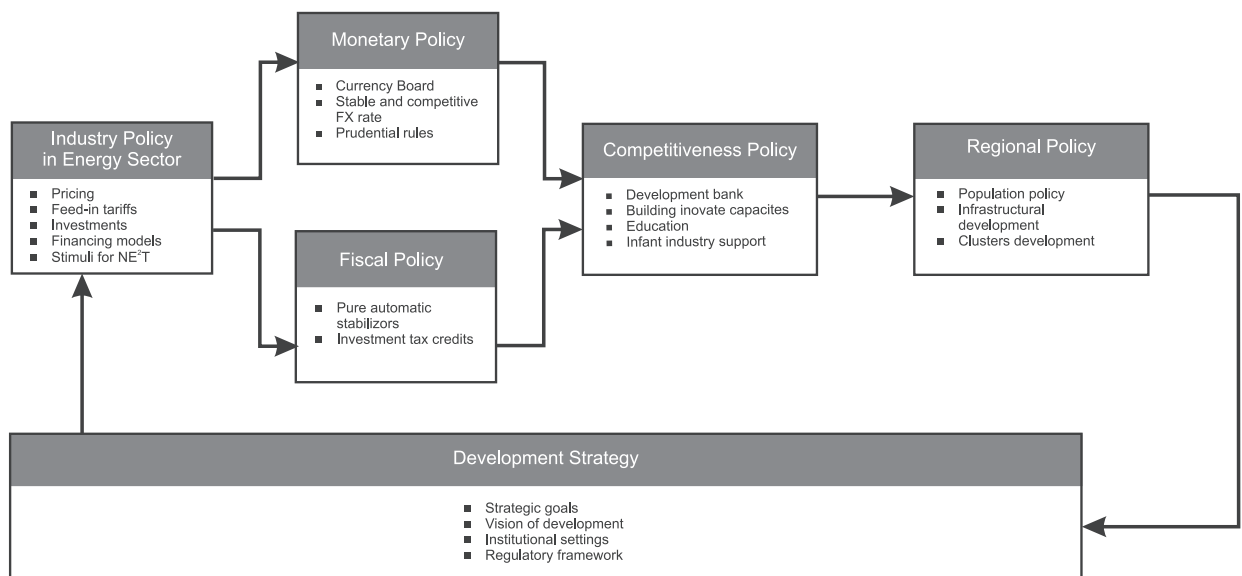 Monetary Policy
Currency Board
Stable and competitive
FX rate
Prudential rules
Industry Policy
in Energy Sector
Pricing
Feed-in tariffs
Investments
Financing models
Stimuli for NE²T
Fiscal Policy
Pure automatic
stabilizors
Investment tax credits
Competitiveness Policy
Development bank
Building inovate capacites
Education
Infant industry support
Regional Policy
Population policy
Infrastructural
development
Clusters development
Development Strategy
Strategic goals
Vision of development
Institutional settings
Regulatory framework